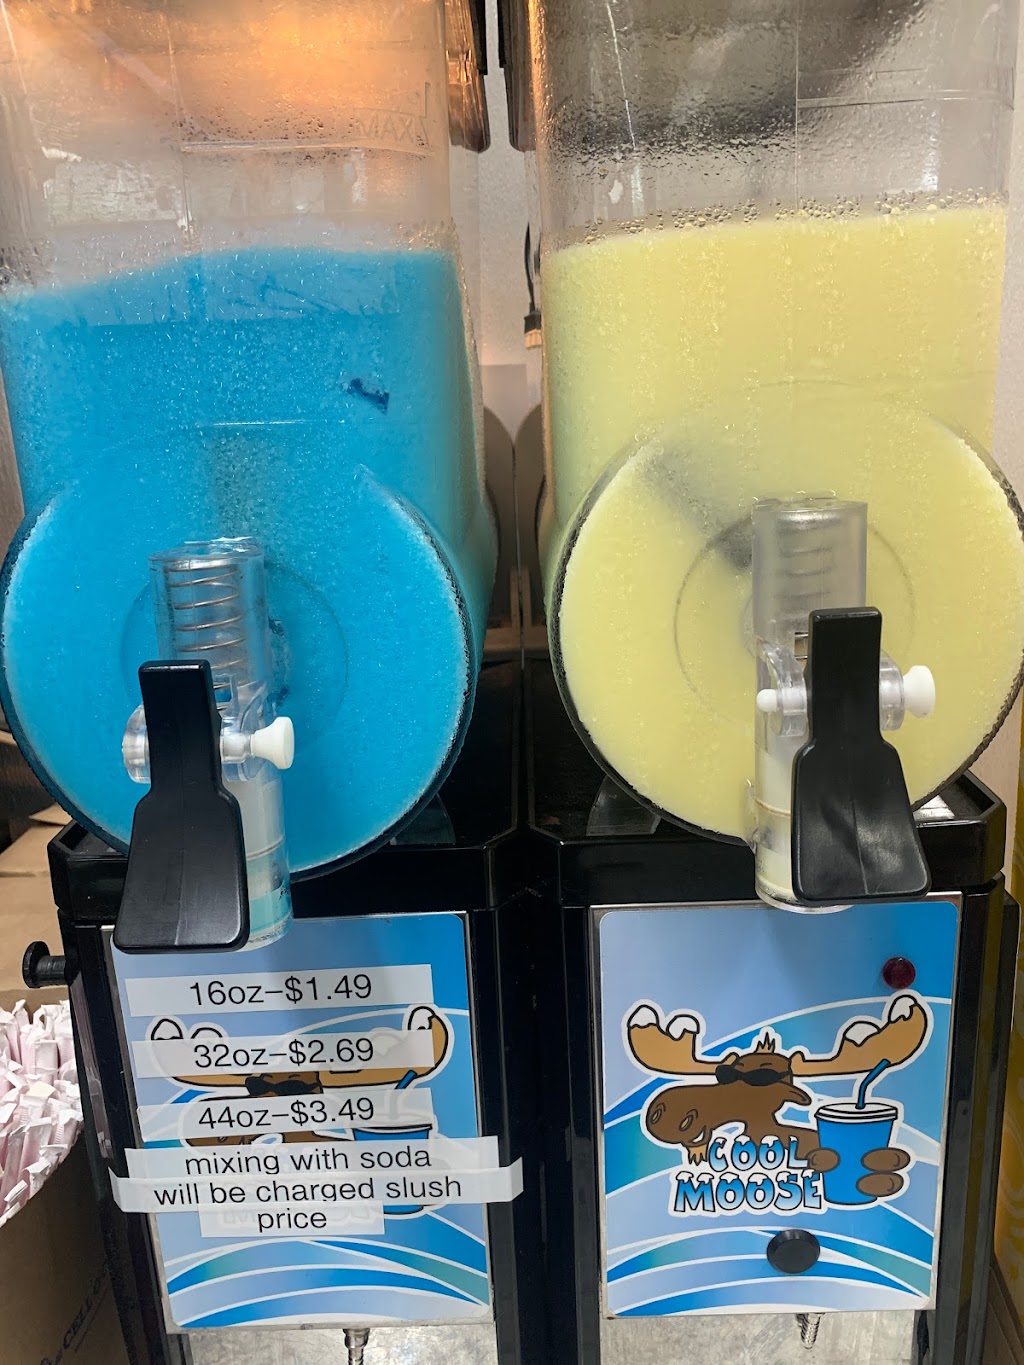 MAX
16oz–$1.49
32oz–$2.69
44oz–$3.49
mixing with soda
will be charged slush
price
COOL
MOOSE